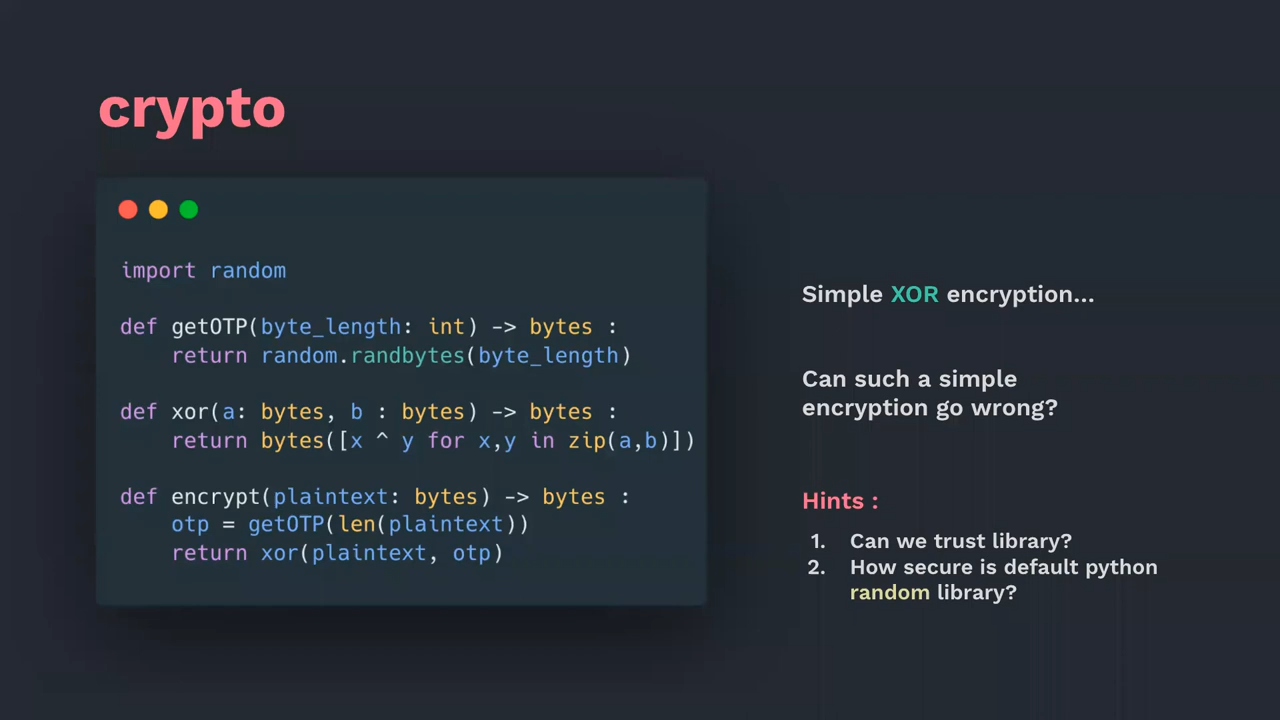 crypto
import random
def getOTP(byte_length: int) -> bytes :
    return random.randbytes(byte_length)
def xor(a: bytes, b : bytes) -> bytes :
    return bytes([x ^ y for x,y in zip(a,b)])
def encrypt(plaintext: bytes) -> bytes :
    otp = getOTP(len(plaintext))
    return xor(plaintext, otp)
Simple XOR encryption...
Can such a simple
encryption go wrong?
Hints :
1. Can we trust library?
2. How secure is default python
random library?